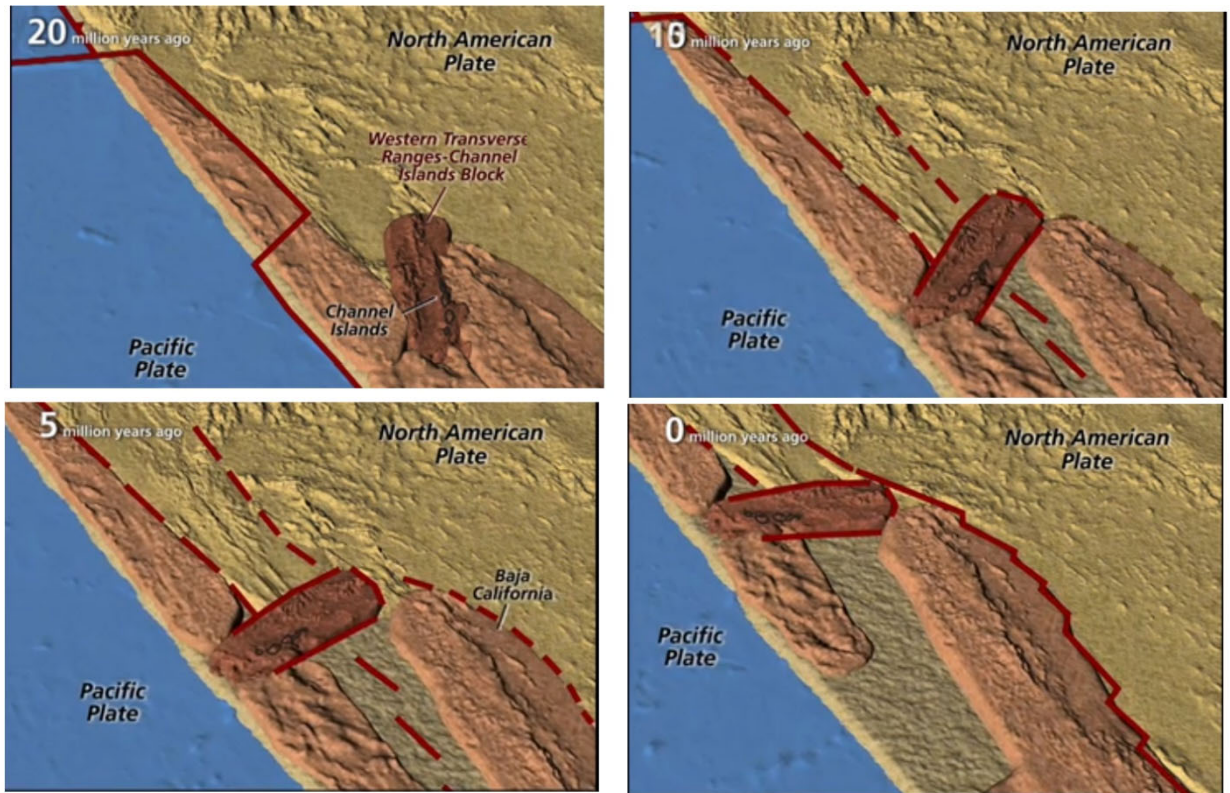 20 million years ago
North American
Plate
Western Transverse
Ranges-Channel
Islands Block
Channel
Islands
Pacific
Plate
million years ago
North American
Plate
Pacific
Plate
5 million years ago
North American
Plate
Baja
California
Pacific
Plate
0 million years ago
North American
Plate
Pacific
Plate